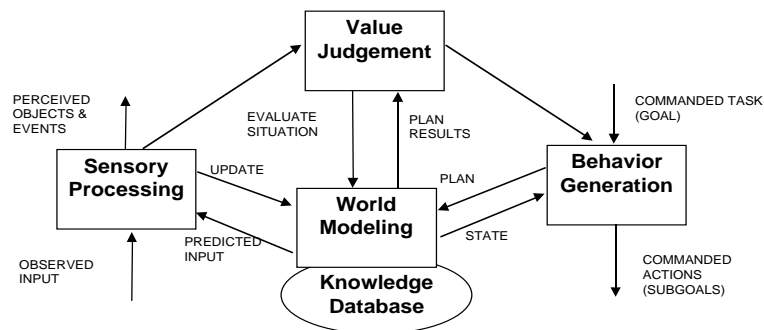 Value
Judgement
PERCEIVED
OBJECTS &
EVENTS
EVALUATE
SITUATION
PLAN
RESULTS
COMMANDED TASK
(GOAL)
Sensory
Processing
UPDATE
PLAN
Behavior
Generation
World
Modeling
PREDICTED
INPUT
STATE
OBSERVED
INPUT
Knowledge
Database
COMMANDED
ACTIONS
(SUBGOALS)